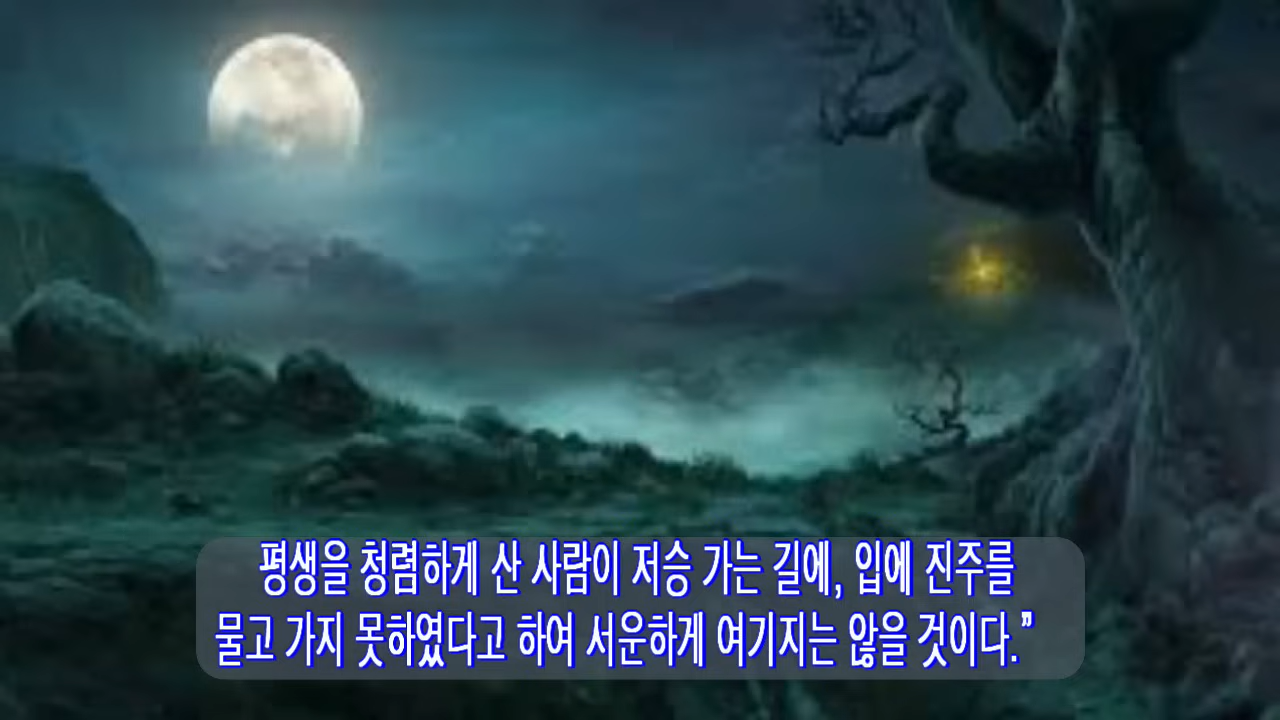 평생을 청렴하게 산 사람이 저승 가는 길에, 입에 진주를
물고 가지 못하였다고 하여 서운하게 여기지는 않을 것이다.”